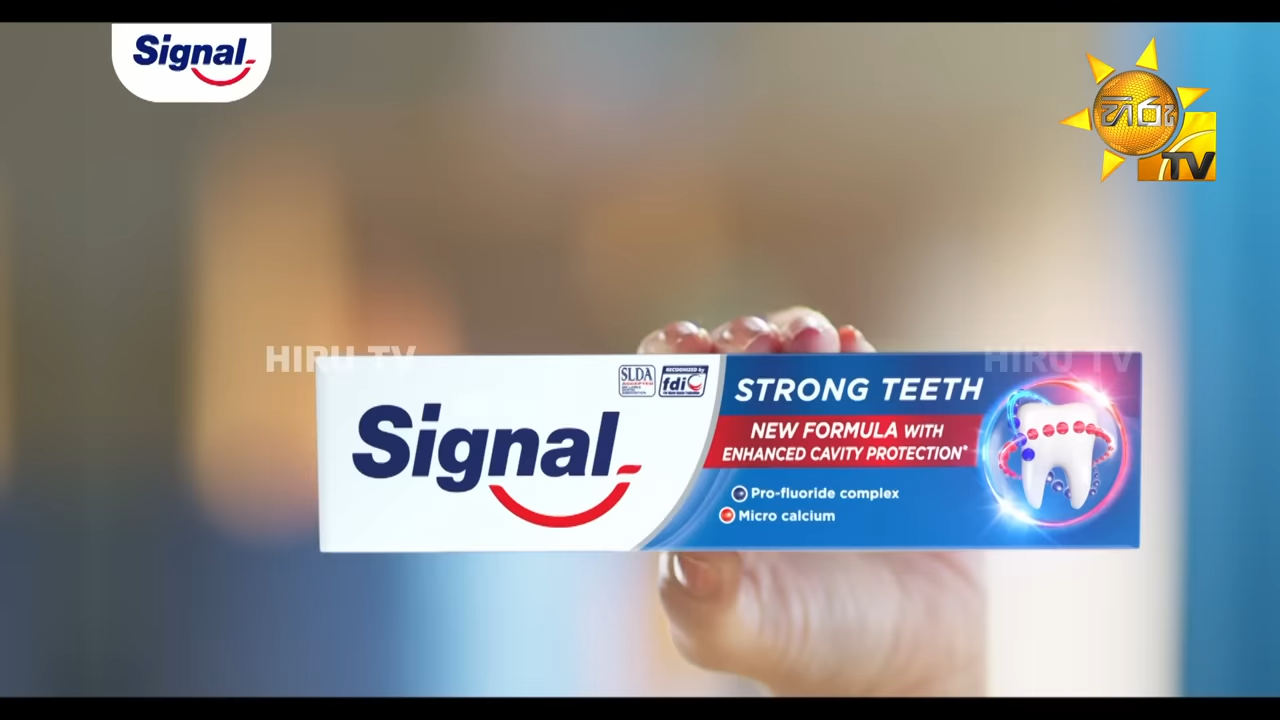 Signal
හිරු
TV
HIRU TV
HIRU TV
SLDA
ACCEPTED
RECOGNIZED by
fdi
Signal
STRONG TEETH
NEW FORMULA WITH
ENHANCED CAVITY PROTECTION*
Pro-fluoride complex
Micro calcium